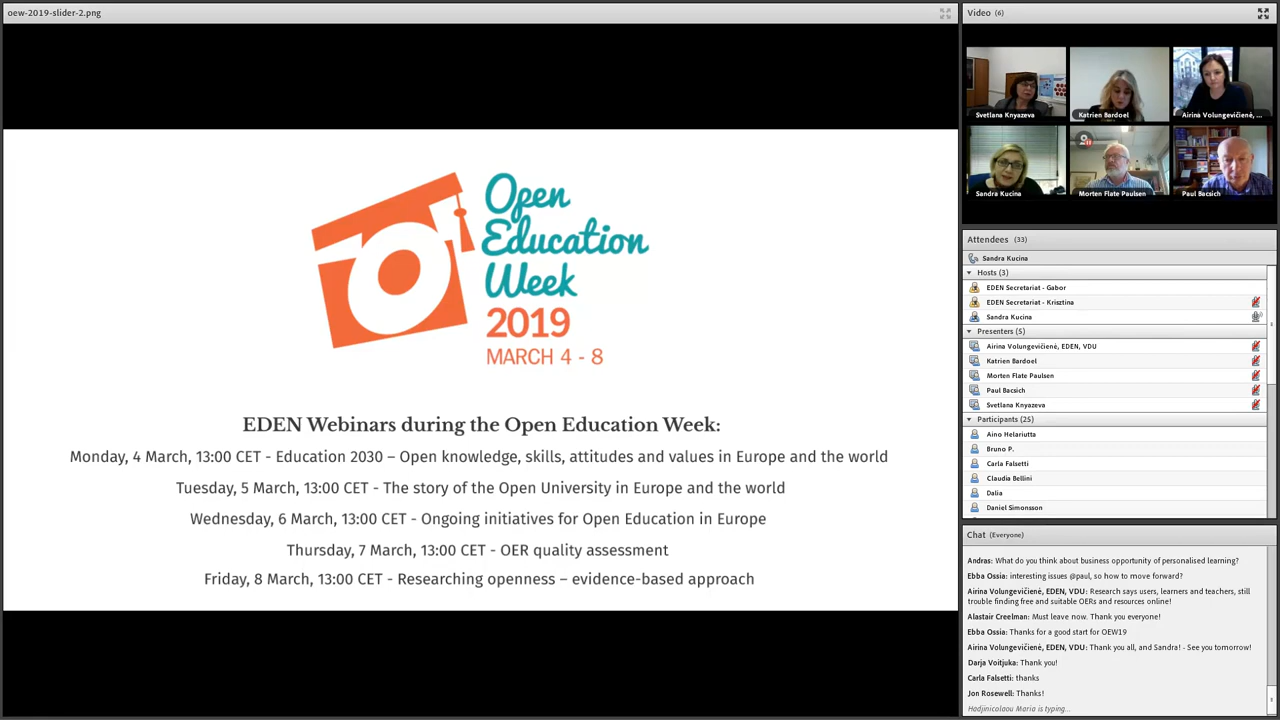 oew-2019-slider-2.png
Open
Education
Week
2019
MARCH 4 - 8
EDEN Webinars during the Open Education Week:
Monday, 4 March, 13:00 CET - Education 2030 – Open knowledge, skills, attitudes and values in Europe and the world
Tuesday, 5 March, 13:00 CET - The story of the Open University in Europe and the world
Wednesday, 6 March, 13:00 CET - Ongoing initiatives for Open Education in Europe
Thursday, 7 March, 13:00 CET - OER quality assessment
Friday, 8 March, 13:00 CET - Researching openness – evidence-based approach
Video (6)
Svetlana Knyazeva
Katrien Bardoel
Airina Volungevičienė, ...
Sandra Kucina
Morten Flate Paulsen
Paul Bacsich
Attendees (33)
Sandra Kucina
Hosts (3)
EDEN Secretariat - Gabor
EDEN Secretariat - Krisztina
Sandra Kucina
Presenters (5)
Airina Volungevičienė, EDEN, VDU
Katrien Bardoel
Morten Flate Paulsen
Paul Bacsich
Svetlana Knyazeva
Participants (25)
Aino Helariutta
Bruno P.
Carla Falsetti
Claudia Bellini
Dalia
Daniel Simonsson
Chat (Everyone)
Andras: What do you think about business opportunity of personalised learning?
Ebba Ossia: interesting issues @paul, so how to move forward?
Airina Volungevičienė, EDEN, VDU: Research says users, learners and teachers, still
trouble finding free and suitable OERs and resources online!
Alastair Creelman: Must leave now. Thank you everyone!
Ebba Ossia: Thanks for a good start for OEW19
Airina Volungevičienė, EDEN, VDU: Thank you all, and Sandra! - See you tomorrow!
Darja Voitjuka: Thank you!
Carla Falsetti: thanks
Jon Rosewell: Thanks!
Hadjinicolaou Maria is typing...